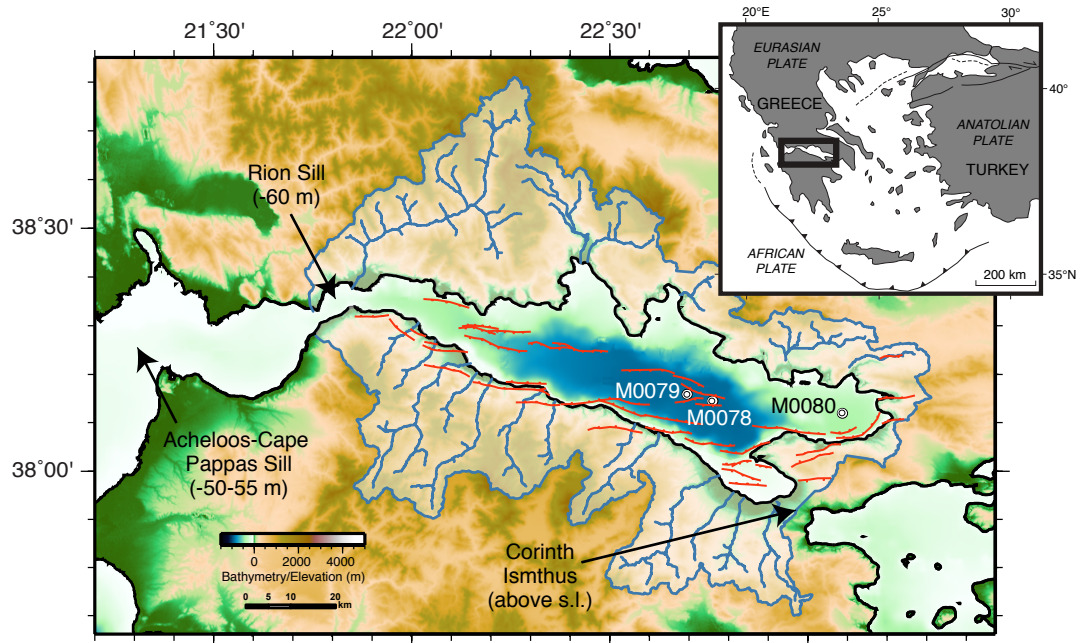 21°30'
22°00'
22°30'
20°E
25°
30°
EURASIAN
PLATE
GREECE
40°
ANATOLIAN
PLATE
TURKEY
AFRICAN
PLATE
200 km
35°N
Rion Sill
(-60 m)
38°30'
M0079
M0078
M0080
Acheloos-Cape
Pappas Sill
(-50-55 m)
38°00'
0
2000
4000
Bathymetry/Elevation (m)
0
5
10
20
km
Corinth
Ismthus
(above s.l.)